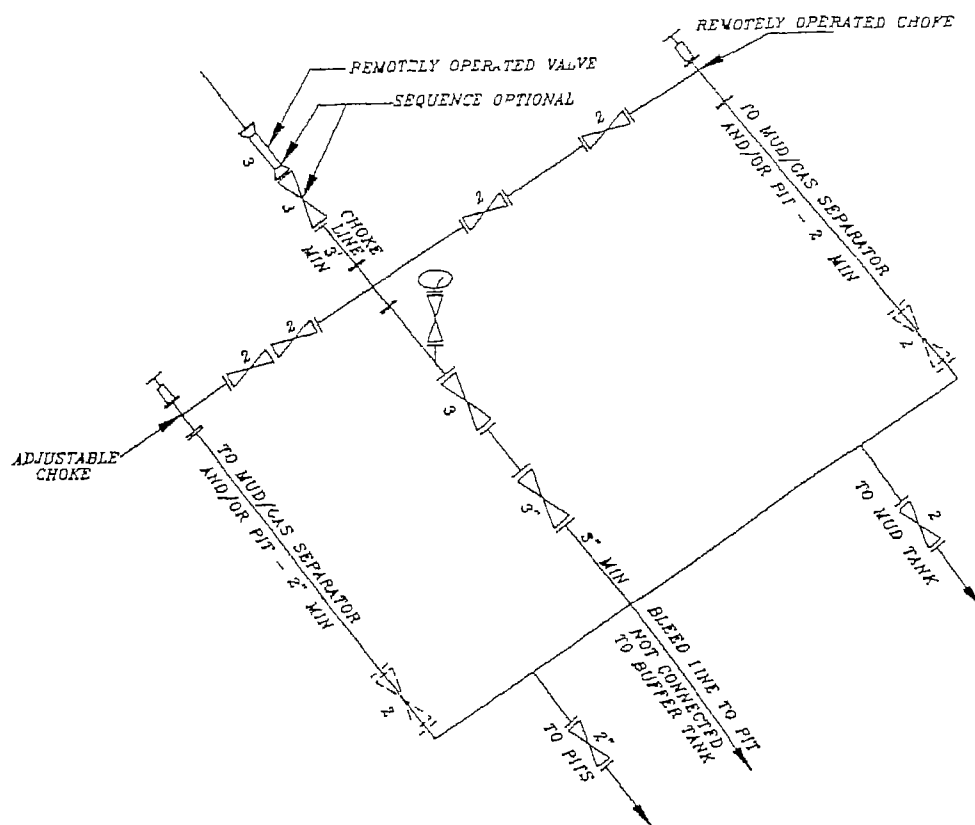 REMOTELY OPERATED CHOKE
REMOTELY OPERATED VALVE
SEQUENCE OPTIONAL
3
3
CHOKE
LINE
3" MIN
2
2
TO MUD/GAS SEPARATOR
AND/OR PIT - 2 MIN
2
2
2
ADJUSTABLE
CHOKE
TO MUD/GAS SEPARATOR
AND/OR PIT - 2" MIN
2
3
3"
3" MIN
2
TO MUD TANK
BLEED LINE TO PIT
NOT CONNECTED
TO BUFFER TANK
2"
TO PITS